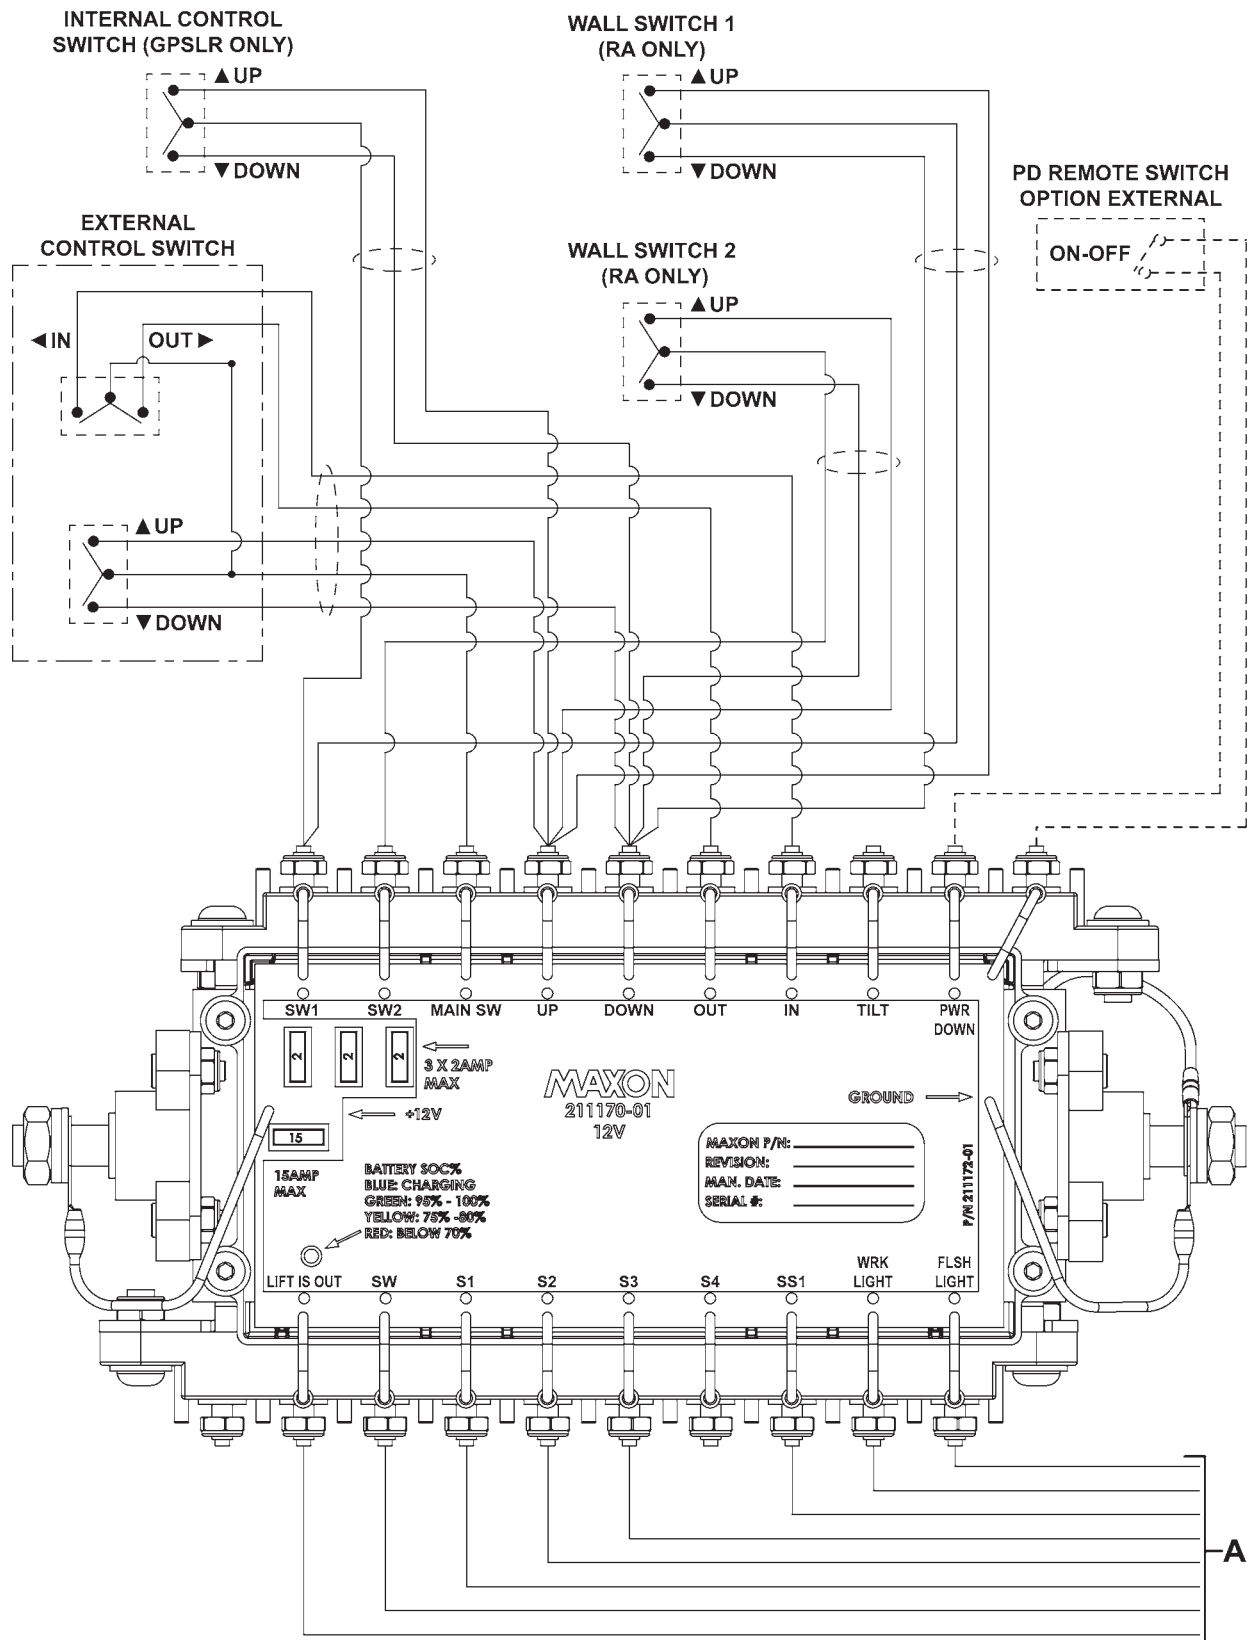 INTERNAL CONTROL
SWITCH (GPSLR ONLY)
▲UP
▼DOWN
WALL SWITCH 1
(RA ONLY)
▲UP
▼DOWN
PD REMOTE SWITCH
OPTION EXTERNAL
ON-OFF
EXTERNAL
CONTROL SWITCH
◄IN OUT►
▲UP
▼DOWN
WALL SWITCH 2
(RA ONLY)
▲UP
▼DOWN
SW1 SW2 MAIN SW UP DOWN OUT IN TILT PWR
DOWN
2 2 2
3 X 2AMP
MAX
+12V
15
15AMP
MAX
MAXON
211170-01
12V
GROUND
MAXON P/N:
REVISION:
MAN. DATE:
SERIAL #:
P/N 211172-01
BATTERY SOC%
BLUE: CHARGING
GREEN: 95% - 100%
YELLOW: 75% -80%
RED: BELOW 70%
LIFT IS OUT SW S1 S2 S3 S4 SS1 WRK
LIGHT FLSH
LIGHT
A